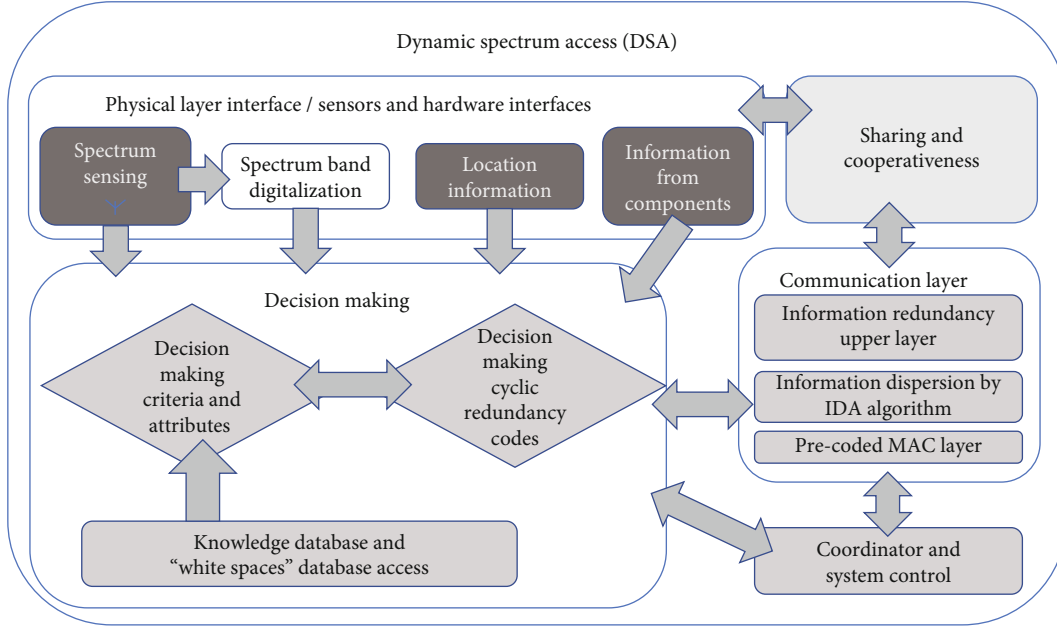 Dynamic spectrum access (DSA)
Physical layer interface / sensors and hardware interfaces
Spectrum
sensing
Spectrum band
digitalization
Location
information
Information
from
components
Sharing and
cooperativeness
Decision making
Decision
making
criteria and
attributes
Decision
making
cyclic
redundancy
codes
Knowledge database and
“white spaces” database access
Communication layer
Information redundancy
upper layer
Information dispersion by
IDA algorithm
Pre-coded MAC layer
Coordinator and
system control